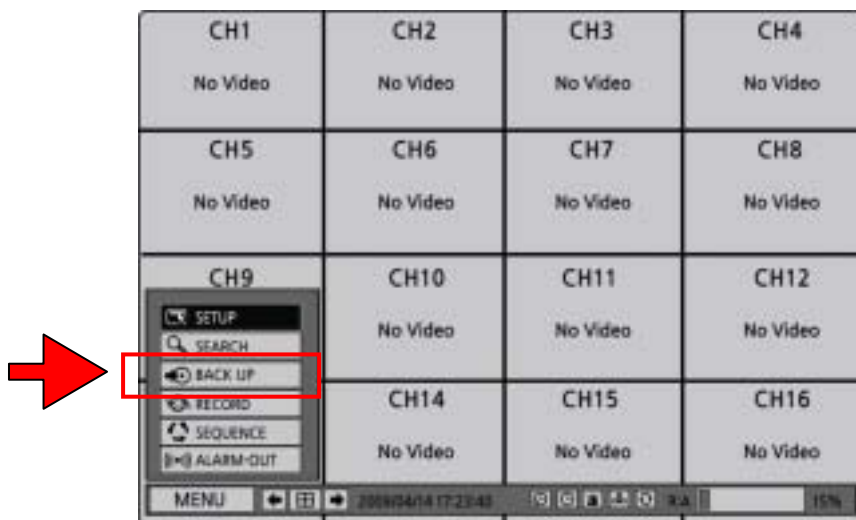 CH1 CH2 CH3 CH4
No Video No Video No Video No Video
CH5 CH6 CH7 CH8
No Video No Video No Video No Video
CH9 CH10 CH11 CH12
No Video No Video No Video
SETUP
SEARCH
BACK UP
RECORD
SEQUENCE
ALARM-OUT
CH14 CH15 CH16
No Video No Video No Video
MENU 2009/04/14 17:23:40 15%